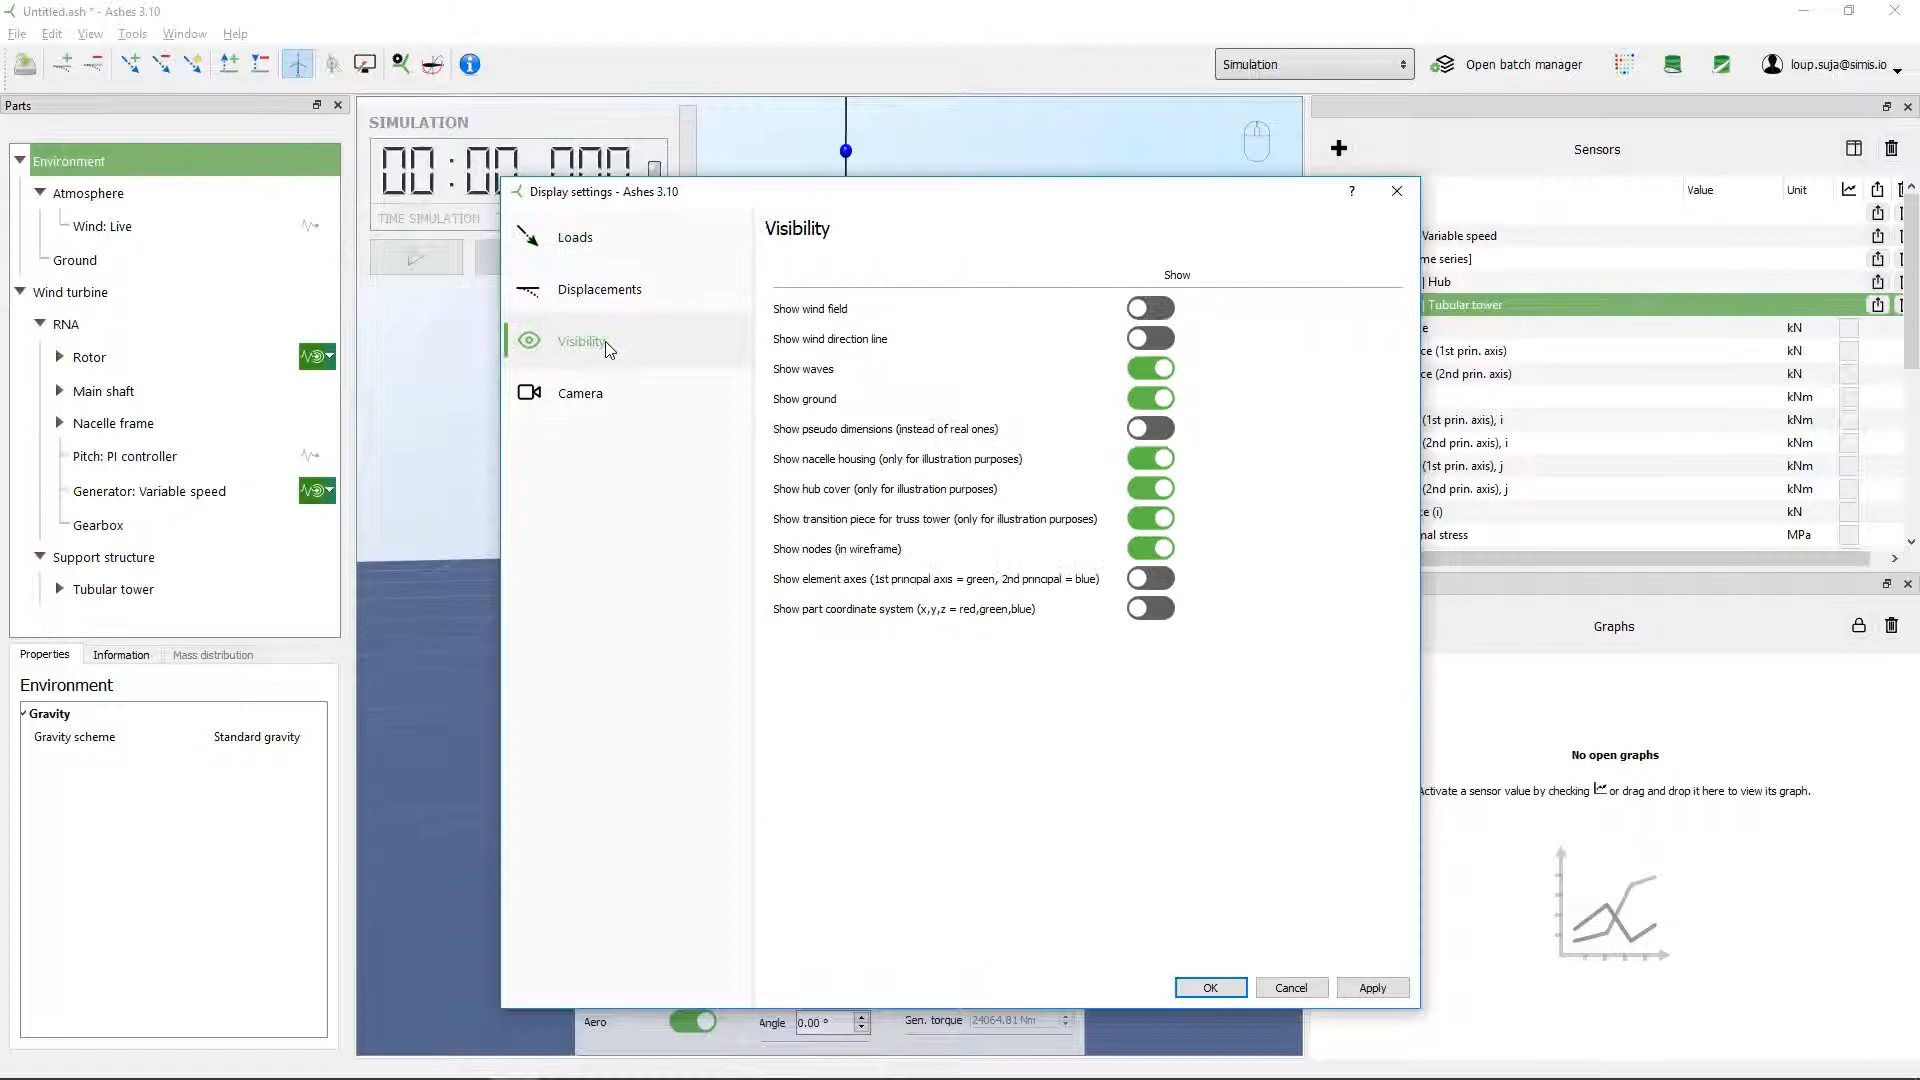 Untitled.ash * - Ashes 3.10
File Edit View Tools Window Help
Simulation
Open batch manager
loup.suja@simis.io
Parts
Environment
Atmosphere
Wind: Live
Ground
Wind turbine
RNA
Rotor
Main shaft
Nacelle frame
Pitch: PI controller
Generator: Variable speed
Gearbox
Support structure
Tubular tower
Properties Information Mass distribution
Environment
Gravity
Gravity scheme Standard gravity
SIMULATION
00:00.000
TIME SIMULATION
Display settings - Ashes 3.10
?
Loads
Displacements
Visibility
Camera
Visibility
Show
Show wind field
Show wind direction line
Show waves
Show ground
Show pseudo dimensions (instead of real ones)
Show nacelle housing (only for illustration purposes)
Show hub cover (only for illustration purposes)
Show transition piece for truss tower (only for illustration purposes)
Show nodes (in wireframe)
Show element axes (1st principal axis = green, 2nd principal = blue)
Show part coordinate system (x,y,z = red,green,blue)
OK Cancel Apply
Aero Angle 0.00 ° Gen. torque 24064.81 Nm
Sensors
Value Unit
Variable speed
me series]
| Hub
| Tubular tower
e kN
ce (1st prin. axis) kN
ce (2nd prin. axis) kN
kNm
(1st prin. axis), i kNm
(2nd prin. axis), i kNm
(1st prin. axis), j kNm
(2nd prin. axis), j kNm
ce (i) kN
nal stress MPa
Graphs
No open graphs
Activate a sensor value by checking or drag and drop it here to view its graph.